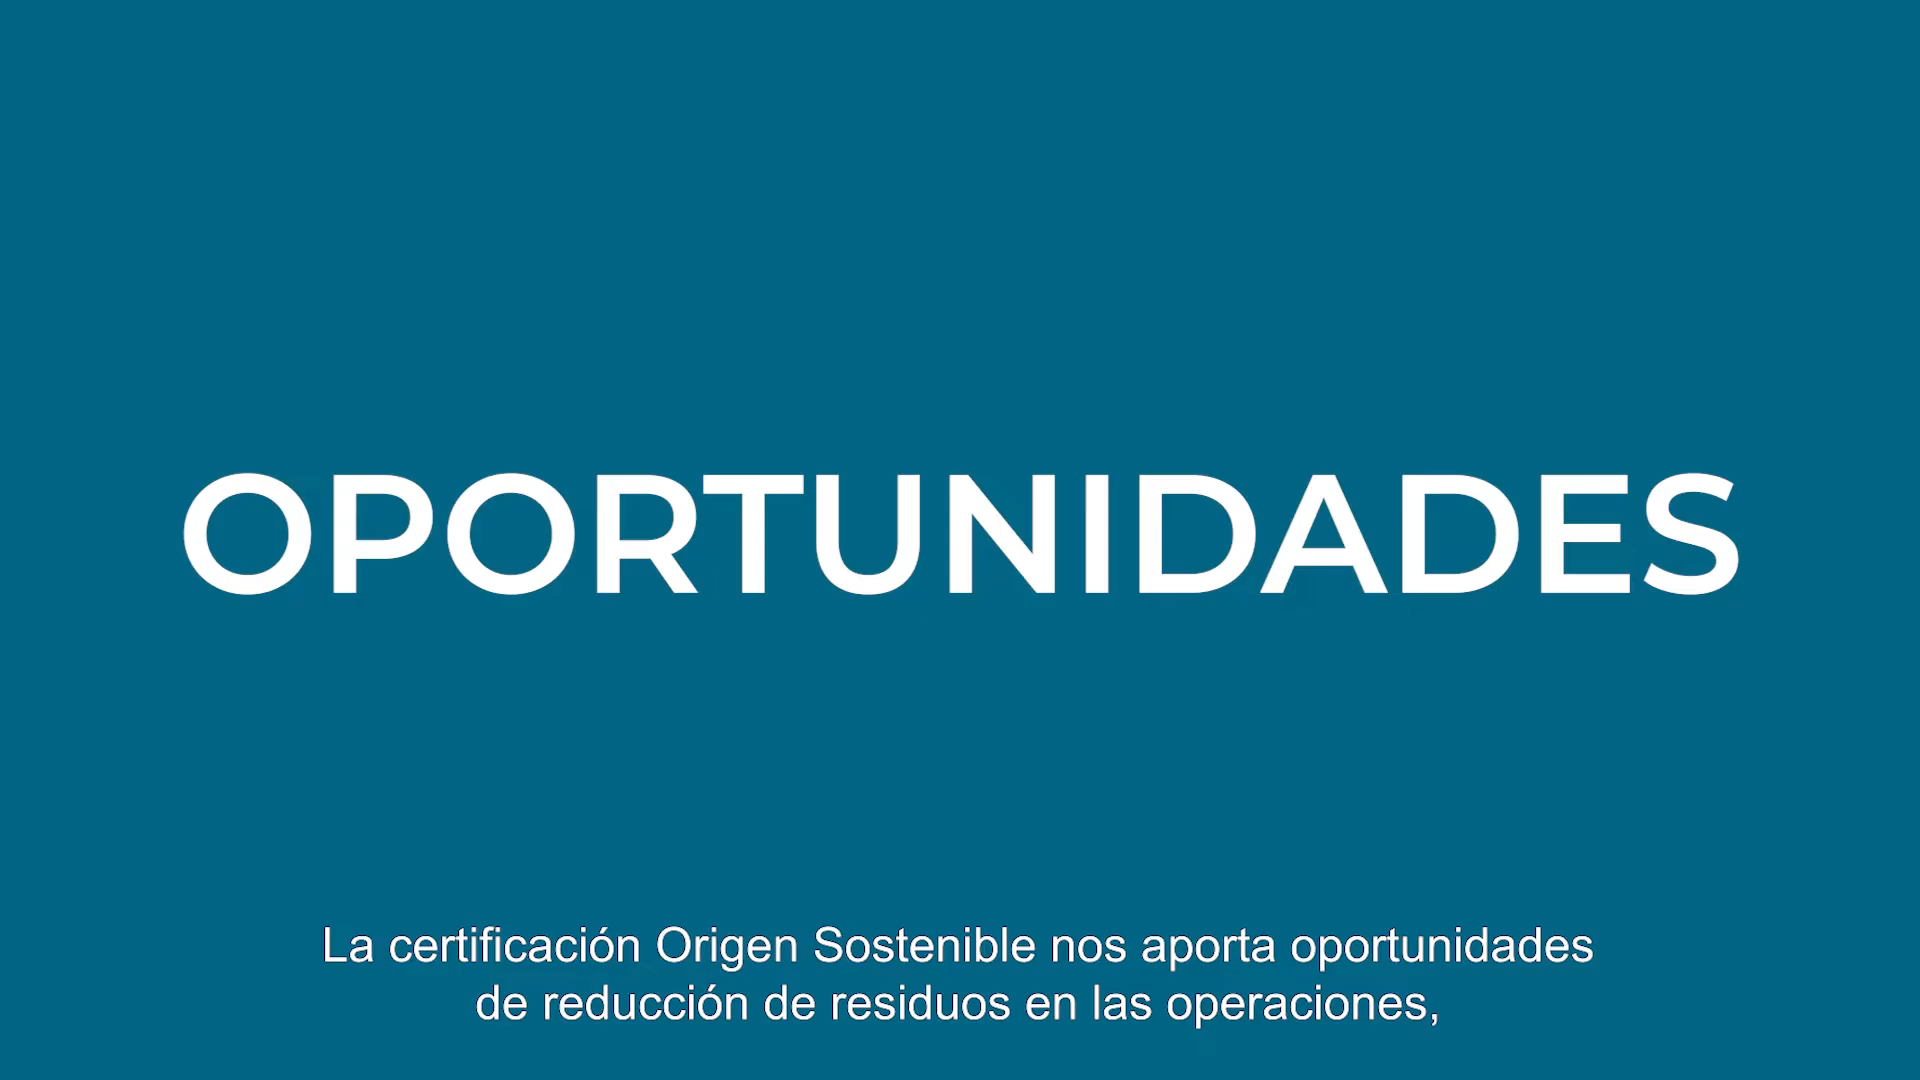 OPORTUNIDADES
La certificación Origen Sostenible nos aporta oportunidades
de reducción de residuos en las operaciones,